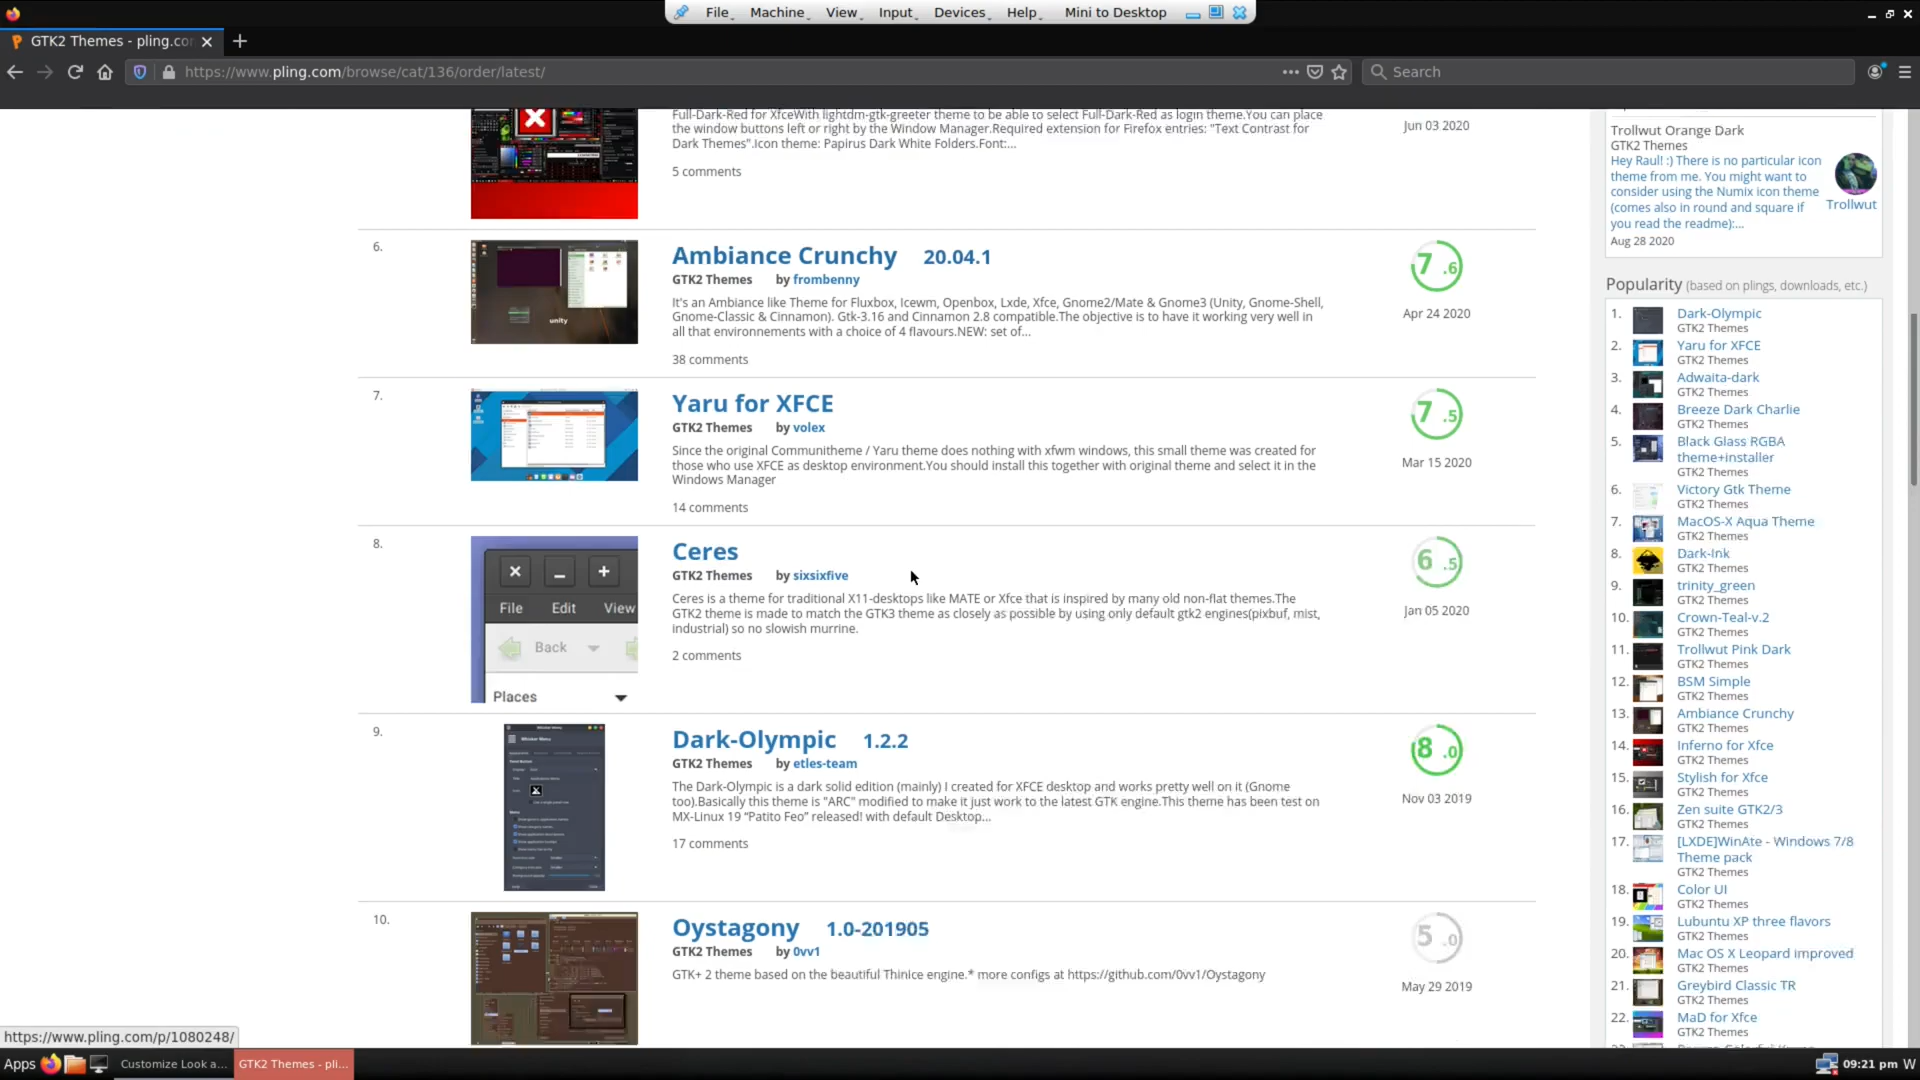 File Machine View Input Devices Help Mini to Desktop
GTK2 Themes - pling.co
https://www.pling.com/browse/cat/136/order/latest/
Search
Full-Dark-Red for XfceWith lightdm-gtk-greeter theme to be able to select Full-Dark-Red as login theme.You can place
the window buttons left or right by the Window Manager.Required extension for Firefox entries: "Text Contrast for
Dark Themes".Icon theme: Papirus Dark White Folders.Font:...
5 comments
Jun 03 2020
6.
unity
Ambiance Crunchy 20.04.1
GTK2 Themes by frombenny
It's an Ambiance like Theme for Fluxbox, Icewm, Openbox, Lxde, Xfce, Gnome2/Mate & Gnome3 (Unity, Gnome-Shell,
Gnome-Classic & Cinnamon). Gtk-3.16 and Cinnamon 2.8 compatible.The objective is to have it working very well in
all that environnements with a choice of 4 flavours.NEW: set of...
38 comments
7.6
Apr 24 2020
7.
Yaru for XFCE
GTK2 Themes by volex
Since the original Communitheme / Yaru theme does nothing with xfwm windows, this small theme was created for
those who use XFCE as desktop environment.You should install this together with original theme and select it in the
Windows Manager
14 comments
7.5
Mar 15 2020
8.
File Edit View
Back
Places
Ceres
GTK2 Themes by sixsixfive
Ceres is a theme for traditional X11-desktops like MATE or Xfce that is inspired by many old non-flat themes.The
GTK2 theme is made to match the GTK3 theme as closely as possible by using only default gtk2 engines(pixbuf, mist,
industrial) so no slowish murrine.
2 comments
6.5
Jan 05 2020
9.
Whisker Menu
Dark-Olympic 1.2.2
GTK2 Themes by etles-team
The Dark-Olympic is a dark solid edition (mainly) I created for XFCE desktop and works pretty well on it (Gnome
too).Basically this theme is "ARC" modified to make it just work to the latest GTK engine.This theme has been test on
MX-Linux 19 “Patito Feo” released! with default Desktop...
17 comments
8.0
Nov 03 2019
10.
Oystagony 1.0-201905
GTK2 Themes by 0vv1
GTK+ 2 theme based on the beautiful Thinice engine.* more configs at https://github.com/0vv1/Oystagony
5.0
May 29 2019
Trollwut Orange Dark
GTK2 Themes
Hey Raul! :) There is no particular icon
theme from me. You might want to
consider using the Numix icon theme
(comes also in round and square if
you read the readme):...
Trollwut
Aug 28 2020
Popularity (based on plings, downloads, etc.)
1. Dark-Olympic
GTK2 Themes
2. Yaru for XFCE
GTK2 Themes
3. Adwaita-dark
GTK2 Themes
4. Breeze Dark Charlie
GTK2 Themes
5. Black Glass RGBA
theme+installer
GTK2 Themes
6. Victory Gtk Theme
GTK2 Themes
7. MacOS-X Aqua Theme
GTK2 Themes
8. Dark-Ink
GTK2 Themes
9. trinity_green
GTK2 Themes
10. Crown-Teal-v.2
GTK2 Themes
11. Trollwut Pink Dark
GTK2 Themes
12. BSM Simple
GTK2 Themes
13. Ambiance Crunchy
GTK2 Themes
14. Inferno for Xfce
GTK2 Themes
15. Stylish for Xfce
GTK2 Themes
16. Zen suite GTK2/3
GTK2 Themes
17. [LXDE]WinAte - Windows 7/8
Theme pack
GTK2 Themes
18. Color UI
GTK2 Themes
19. Lubuntu XP three flavors
GTK2 Themes
20. Mac OS X Leopard improved
GTK2 Themes
21. Greybird Classic TR
GTK2 Themes
22. MaD for Xfce
GTK2 Themes
https://www.pling.com/p/1080248/
Apps Customize Look a... GTK2 Themes - pli... 09:21 pm W